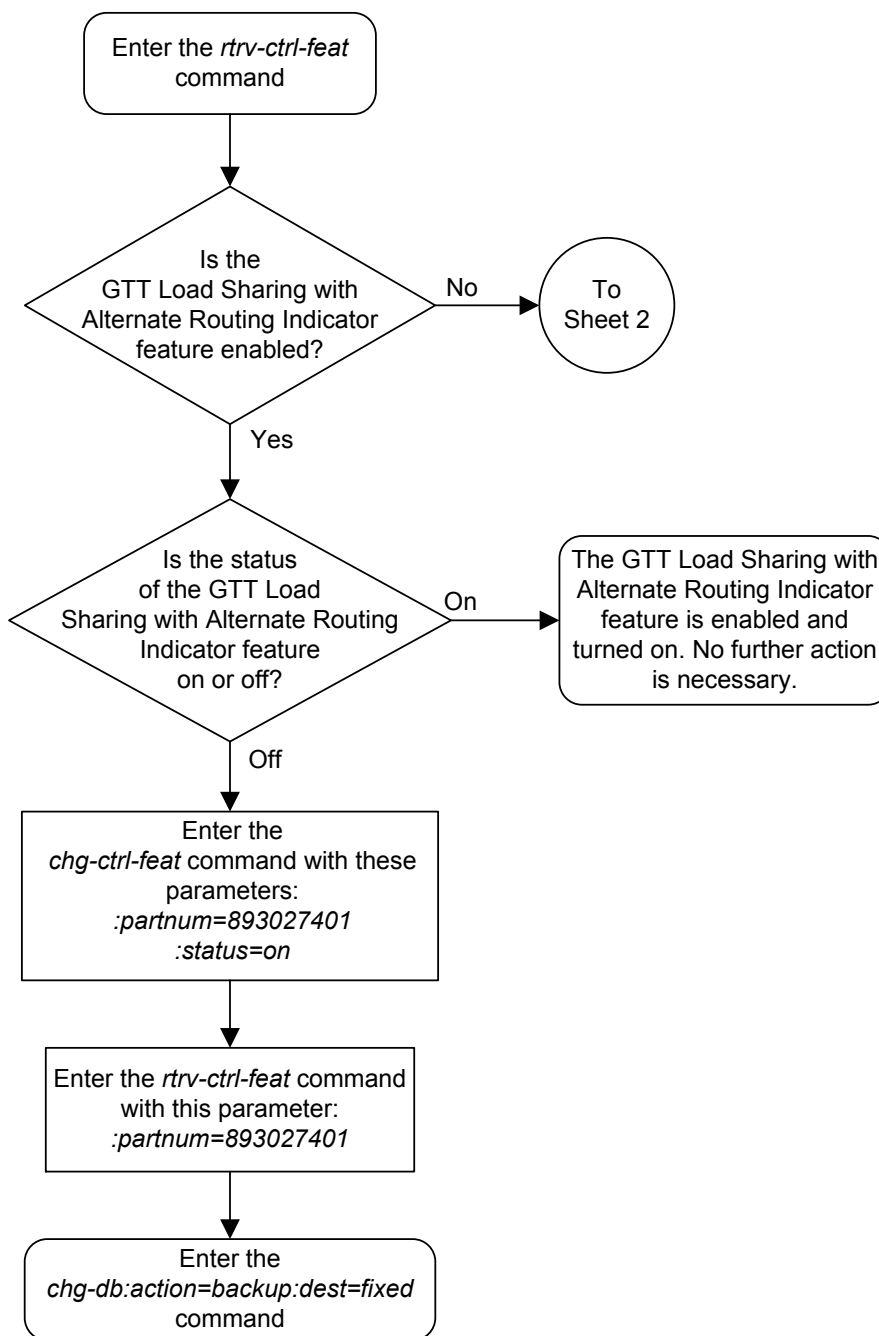 Enter the rtrv-ctrl-feat
command
Is the
GTT Load Sharing with
Alternate Routing Indicator
feature enabled?
No
To
Sheet 2
Yes
Is the status
of the GTT Load
Sharing with Alternate Routing
Indicator feature
on or off?
On
The GTT Load Sharing with
Alternate Routing Indicator
feature is enabled and
turned on. No further action
is necessary.
Off
Enter the
chg-ctrl-feat command with these
parameters:
:partnum=893027401
:status=on
Enter the rtrv-ctrl-feat command
with this parameter:
:partnum=893027401
Enter the
chg-db:action=backup:dest=fixed
command